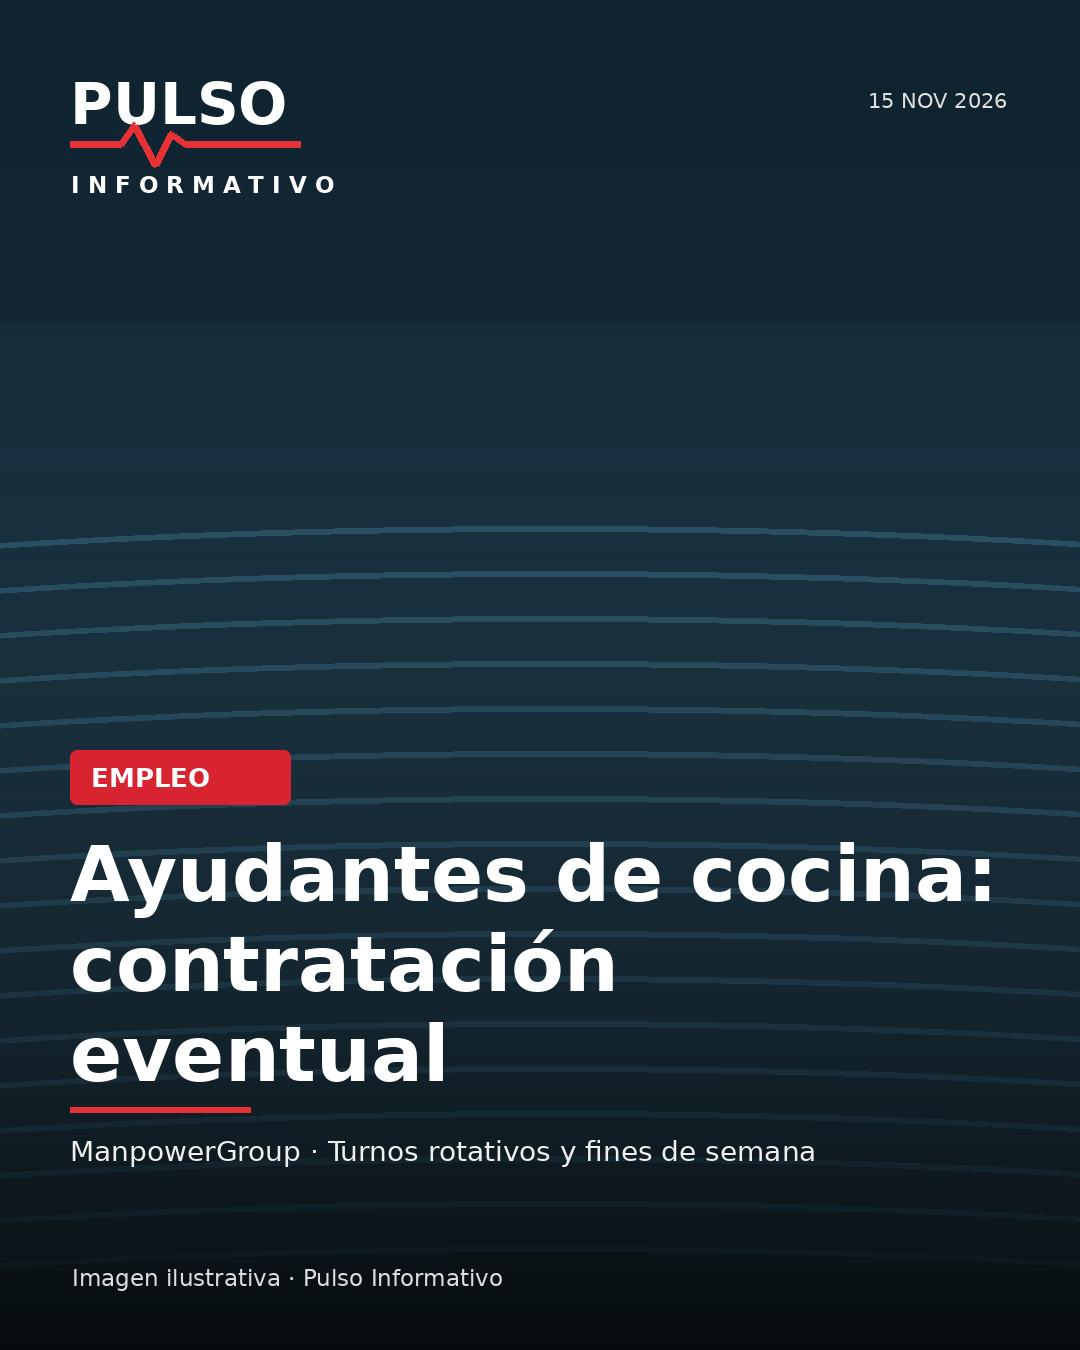 PULSO
INFORMATIVO
15 NOV 2026
EMPLEO
Ayudantes de cocina:
contratación
eventual
ManpowerGroup · Turnos rotativos y fines de semana
Imagen ilustrativa · Pulso Informativo